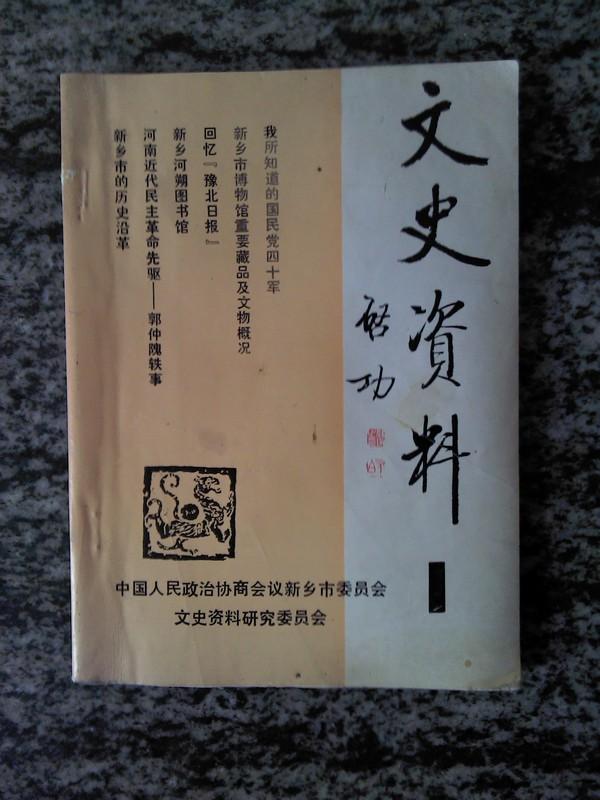 文史資料
启功
1
我所知道的国民党四十军
新乡市博物馆重要藏品及文物概况
回忆『豫北日报』
新乡河朔图书馆
河南近代民主革命先驱——郭仲隗轶事
新乡市的历史沿革
中国人民政治协商会议新乡市委员会
文史资料研究委员会